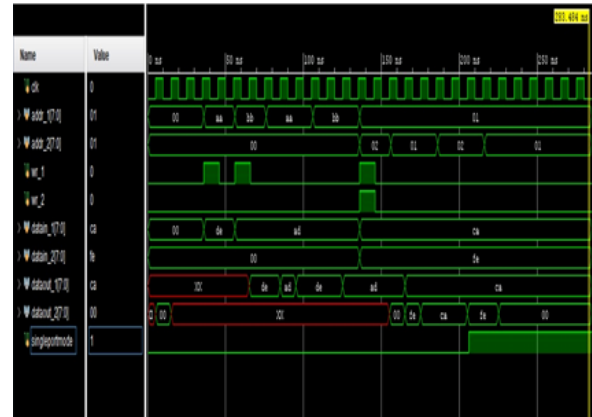 283.484 ns
Name Value 0 ns 50 ns 100 ns 150 ns 200 ns 250 ns
clk 0
addr_1[7:0] 01 00 aa bb aa bb 01
addr_2[7:0] 01 00 02 01 02 01
wr_1 0
wr_2 0
datain_1[7:0] ca 00 de ad ca
datain_2[7:0] fe 00 fe
dataout_1[7:0] ca XX de ad de ad ca
dataout_2[7:0] 00 00 XX 00 fe ca fe 00
singleportmode 1